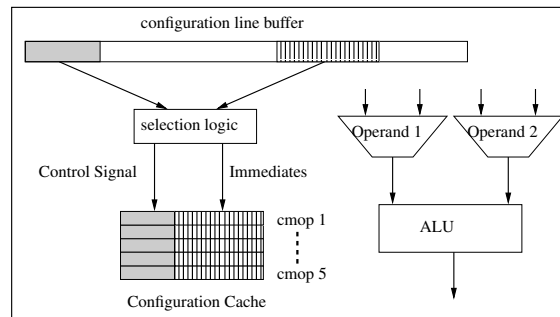 configuration line buffer
selection logic
Operand 1
Operand 2
Control Signal
Immediates
cmop 1
ALU
cmop 5
Configuration Cache